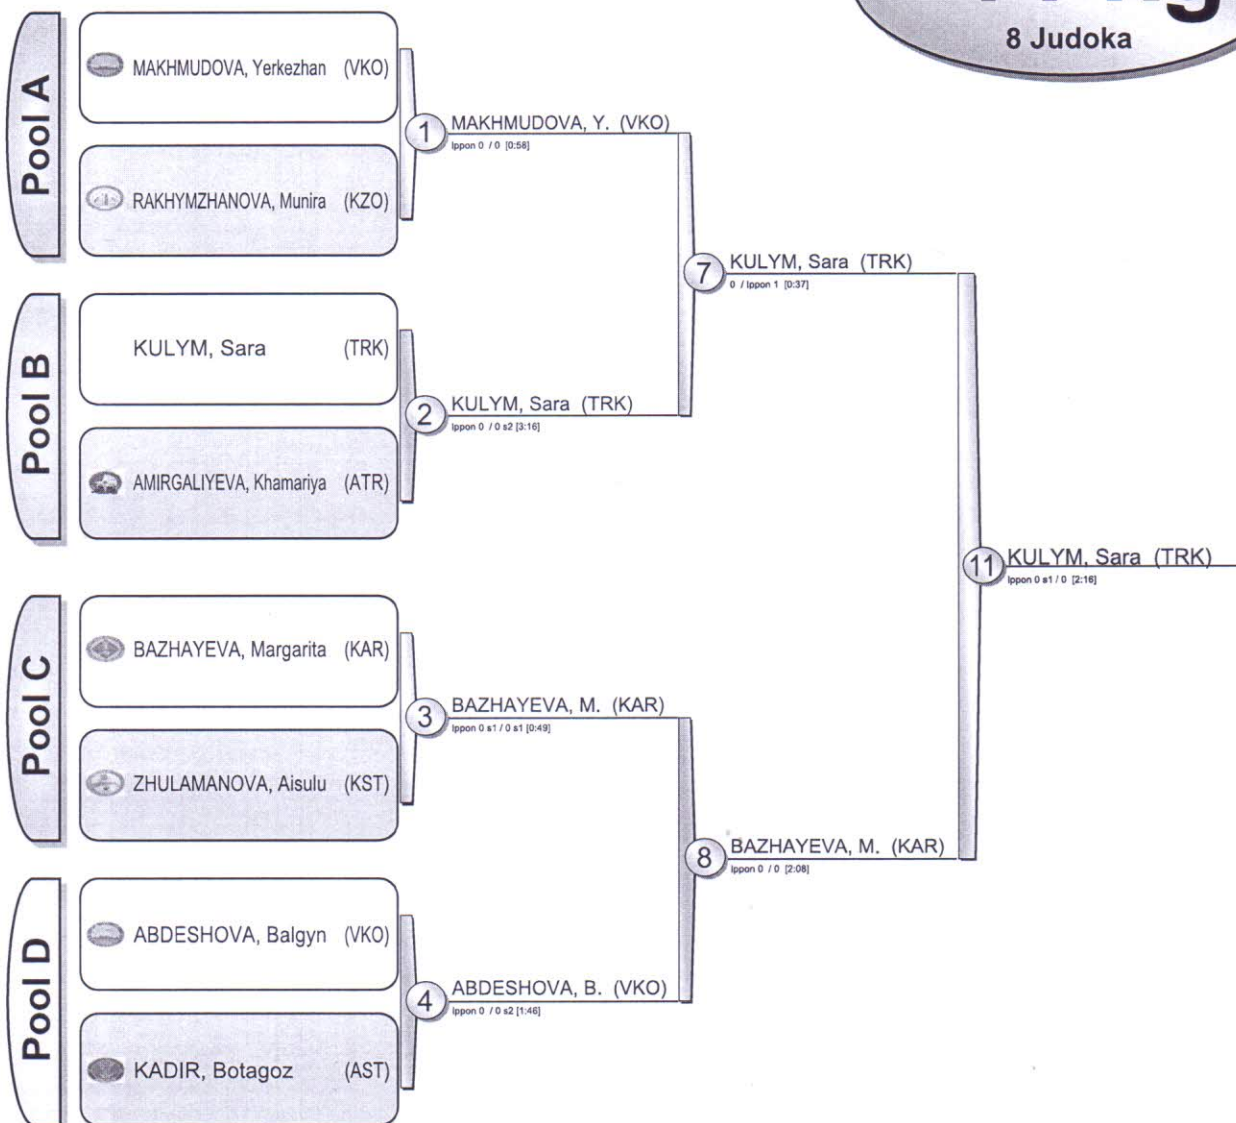 8 Judoka
Pool A
MAKHMUDOVA, Yerkezhan (VKO)
RAKHYMZHANOVA, Munira (KZO)
1 MAKHMUDOVA, Y. (VKO)
Ippon 0 / 0 [0:58]
7 KULYM, Sara (TRK)
0 / Ippon 1 [0:37]
Pool B
KULYM, Sara (TRK)
AMIRGALIYEVA, Khamariya (ATR)
2 KULYM, Sara (TRK)
Ippon 0 / 0 s2 [3:16]
11 KULYM, Sara (TRK)
Ippon 0 s1 / 0 [2:16]
Pool C
BAZHAYEVA, Margarita (KAR)
ZHULAMANOVA, Aisulu (KST)
3 BAZHAYEVA, M. (KAR)
Ippon 0 s1 / 0 s1 [0:49]
8 BAZHAYEVA, M. (KAR)
Ippon 0 / 0 [2:08]
Pool D
ABDESHOVA, Balgyn (VKO)
KADIR, Botagoz (AST)
4 ABDESHOVA, B. (VKO)
Ippon 0 / 0 s2 [1:46]